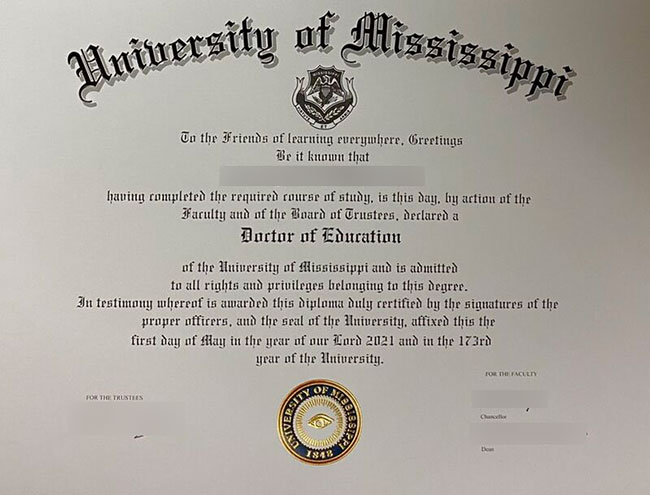 University of Mississippi
MISSISSIPPI
To the Friends of learning everywhere, Greetings
Be it known that
having completed the required course of study, is this day, by action of the
Faculty and of the Board of Trustees, declared a
Doctor of Education
of the University of Mississippi and is admitted
to all rights and privileges belonging to this degree.
In testimony whereof is awarded this diploma duly certified by the signatures of the
proper officers, and the seal of the University, affixed this the
first day of May in the year of our Lord 2021 and in the 173rd
year of the University.
FOR THE TRUSTEES
UNIVERSITY OF MISSISSIPPI
1848
FOR THE FACULTY
Chancellor
Dean